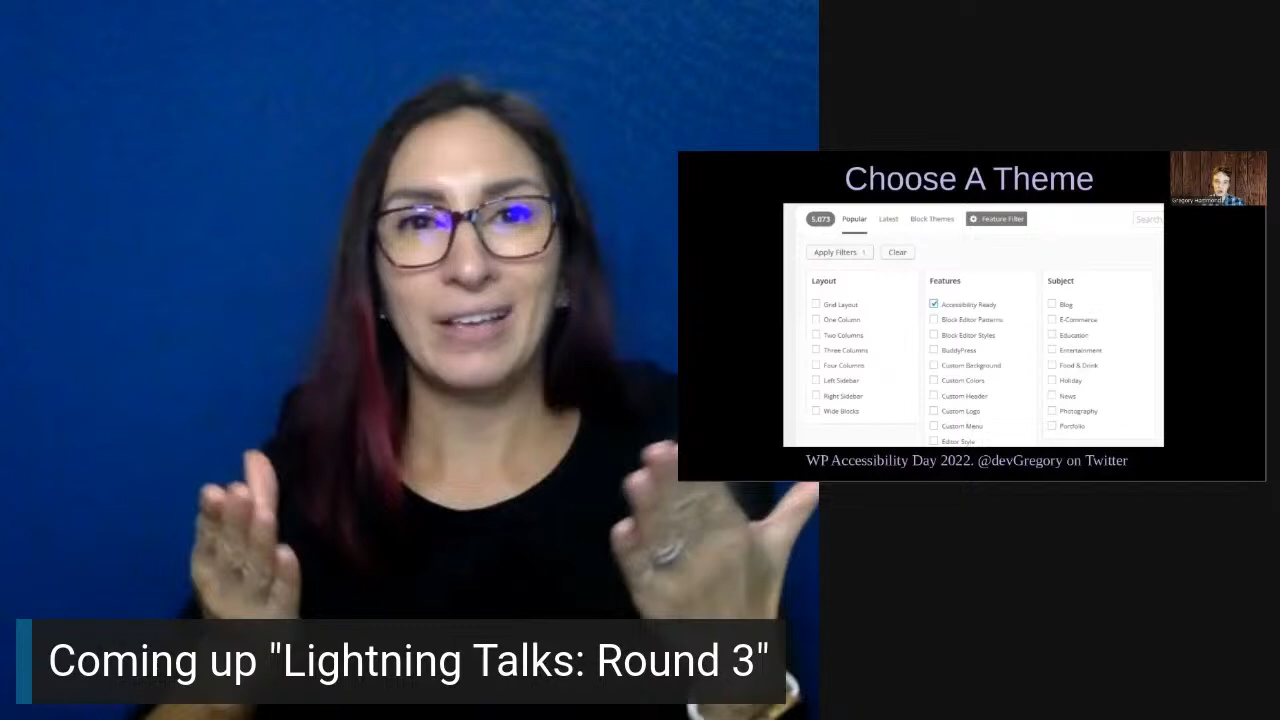 Choose A Theme
Gregory Hammond
5,073 Popular Latest Block Themes Feature Filter Search
Apply Filters 1 Clear
Layout
Grid Layout
One Column
Two Columns
Three Columns
Four Columns
Left Sidebar
Right Sidebar
Wide Blocks
Features
Accessibility Ready
Block Editor Patterns
Block Editor Styles
BuddyPress
Custom Background
Custom Colors
Custom Header
Custom Logo
Custom Menu
Editor Style
Subject
Blog
E-Commerce
Education
Entertainment
Food & Drink
Holiday
News
Photography
Portfolio
WP Accessibility Day 2022. @devGregory on Twitter
Coming up "Lightning Talks: Round 3"